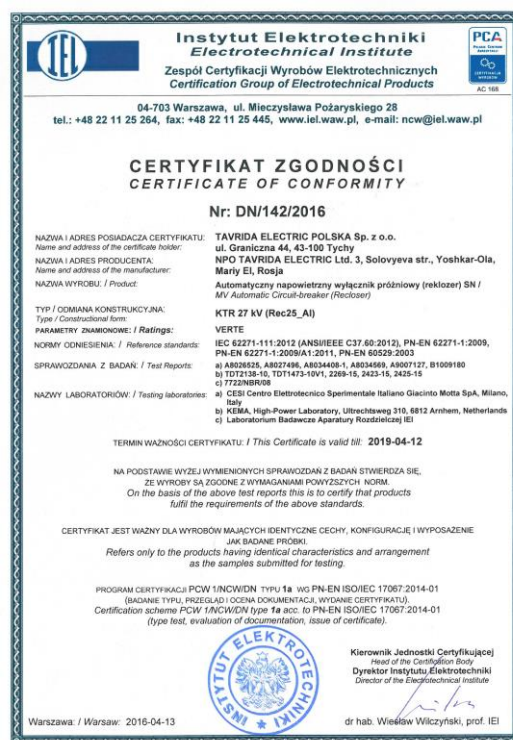 IEL
Instytut Elektrotechniki
Electrotechnical Institute
Zespół Certyfikacji Wyrobów Elektrotechnicznych
Certification Group of Electrotechnical Products
PCA
CERTYFIKACJA
WYROBÓW
AC 168
04-703 Warszawa, ul. Mieczysława Pożaryskiego 28
tel.: +48 22 11 25 264, fax: +48 22 11 25 445, www.iel.waw.pl, e-mail: ncw@iel.waw.pl
CERTYFIKAT ZGODNOŚCI
CERTIFICATE OF CONFORMITY
Nr: DN/142/2016
NAZWA I ADRES POSIADACZA CERTYFIKATU: TAVRIDA ELECTRIC POLSKA Sp. z o.o.
Name and address of the certificate holder: ul. Graniczna 44, 43-100 Tychy
NAZWA I ADRES PRODUCENTA: NPO TAVRIDA ELECTRIC Ltd. 3, Solovyeva str., Yoshkar-Ola,
Name and address of the manufacturer: Mariy El, Rosja
NAZWA WYROBU / Product: Automatyczny napowietrzny wyłącznik próżniowy (reklozer) SN /
MV Automatic Circuit-breaker (Recloser)
TYP / ODMIANA KONSTRUKCYJNA: KTR 27 kV (Rec25_Al)
Type / Constructional form:
PARAMETRY ZNAMIONOWE: / Ratings: VERTE
NORMY ODNIESIENIA: / Reference standards: IEC 62271-111:2012 (ANSI/IEEE C37.60:2012), PN-EN 62271-1:2009,
PN-EN 62271-1:2009/A1:2011, PN-EN 60529:2003
SPRAWOZDANIA Z BADAŃ: / Test Reports: a) A8026525, A8027496, A8034408-1, A8034569, A9007127, B1009180
b) TDT2138-10, TDT1473-10V1, 2269-15, 2423-15, 2425-15
c) 7722/NBR/08
NAZWY LABORATORIÓW: / Testing laboratories: a) CESI Centro Elettrotecnico Sperimentale Italiano Giacinto Motta SpA, Milano,
Italy
b) KEMA, High-Power Laboratory, Ultrechtsweg 310, 6812 Arnhem, Netherlands
c) Laboratorium Badawcze Aparatury Rozdzielczej IEl
TERMIN WAŻNOŚCI CERTYFIKATU: / This Certificate is valid till: 2019-04-12
NA PODSTAWIE WYŻEJ WYMIENIONYCH SPRAWOZDAŃ Z BADAŃ STWIERDZA SIĘ,
ŻE WYROBY SĄ ZGODNE Z WYMAGANIAMI POWYŻSZYCH NORM.
On the basis of the above test reports this is to certify that products
fulfil the requirements of the above standards.
CERTYFIKAT JEST WAŻNY DLA WYROBÓW MAJĄCYCH IDENTYCZNE CECHY, KONFIGURACJĘ I WYPOSAŻENIE
JAK BADANE PRÓBKI.
Refers only to the products having identical characteristics and arrangement
as the samples submitted for testing.
PROGRAM CERTYFIKACJI PCW 1/NCW/DN TYPU 1a WG PN-EN ISO/IEC 17067:2014-01
(BADANIE TYPU, PRZEGLĄD I OCENA DOKUMENTACJI, WYDANIE CERTYFIKATU).
Certification scheme PCW 1/NCW/DN type 1a acc. to PN-EN ISO/IEC 17067:2014-01
(type test, evaluation of documentation, issue of certificate).
INSTYTUT ELEKTROTECHNIKI
Kierownik Jednostki Certyfikującej
Head of the Certification Body
Dyrektor Instytutu Elektrotechniki
Director of the Electrotechnical Institute
Warszawa: / Warsaw: 2016-04-13
dr hab. Wiesław Wilczyński, prof. IEl